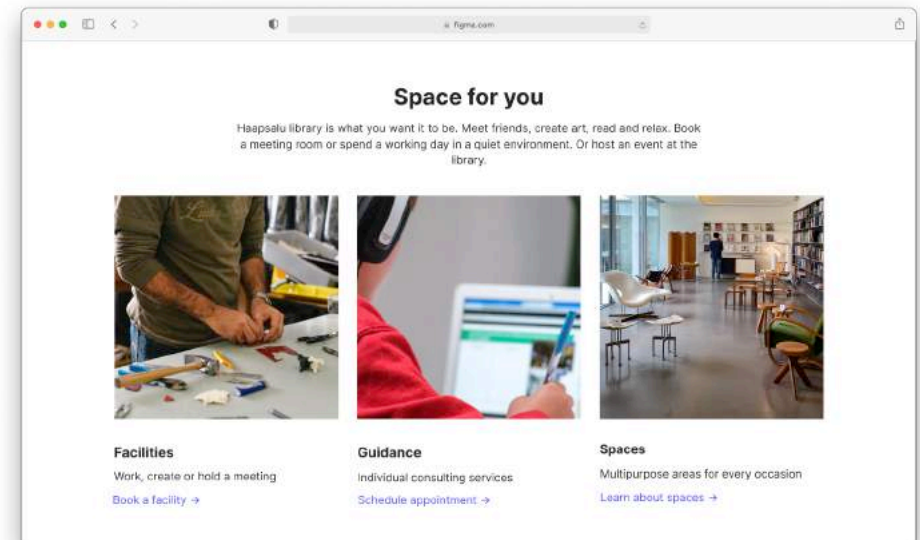 figma.com
Space for you
Haapsalu library is what you want it to be. Meet friends, create art, read and relax. Book
a meeting room or spend a working day in a quiet environment. Or host an event at the
library.
Facilities
Work, create or hold a meeting
Book a facility →
Guidance
Individual consulting services
Schedule appointment →
Spaces
Multipurpose areas for every occasion
Learn about spaces →